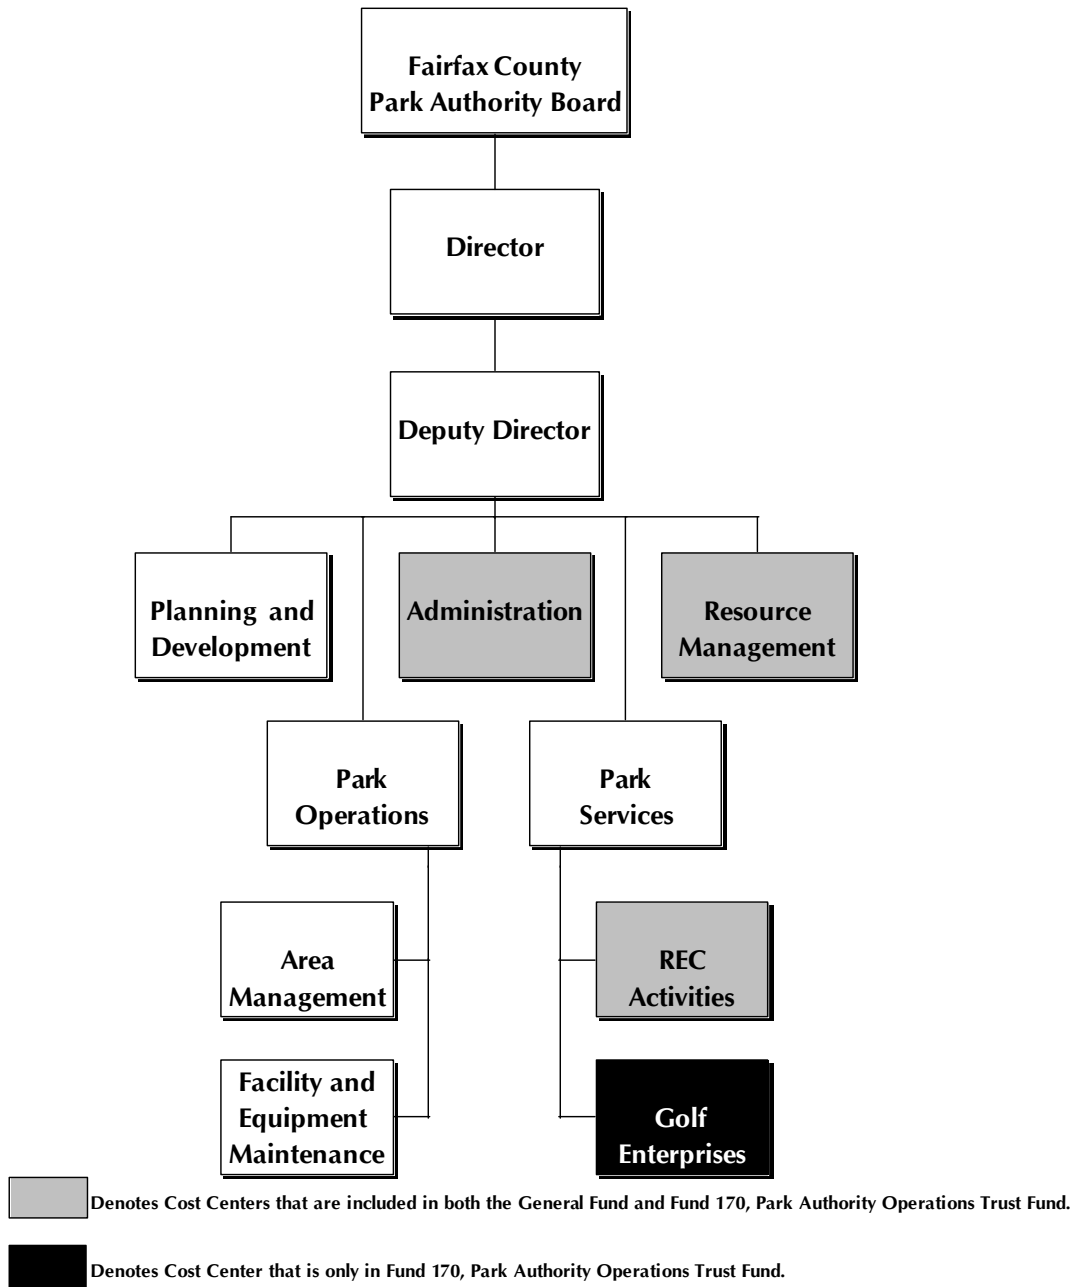 Fairfax County
Park Authority Board
Director
Deputy Director
Planning and
Development
Administration
Resource
Management
Park
Operations
Park
Services
Area
Management
REC
Activities
Facility and
Equipment
Maintenance
Golf
Enterprises
Denotes Cost Centers that are included in both the General Fund and Fund 170, Park Authority Operations Trust Fund.
Denotes Cost Center that is only in Fund 170, Park Authority Operations Trust Fund.